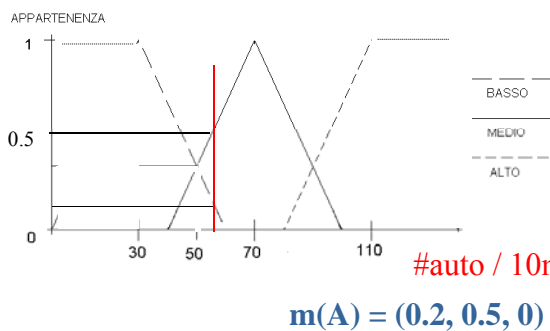 APPARTENENZA
1
0.5
0
30
50
70
110
BASSO
MEDIO
ALTO
#auto / 10
m(A) = (0.2, 0.5, 0)